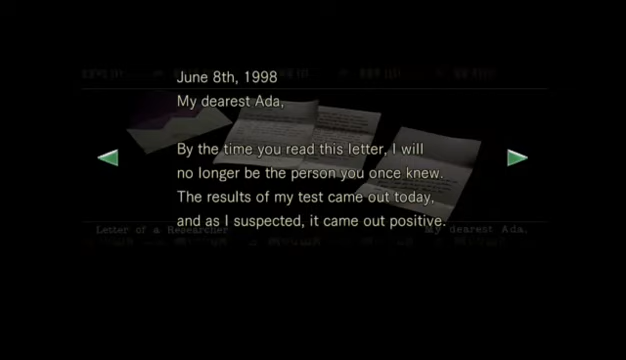 June 8th, 1998
My dearest Ada,
By the time you read this letter, I will
no longer be the person you once knew.
The results of my test came out today,
and as I suspected, it came out positive.
Letter of a Researcher
My dearest Ada,